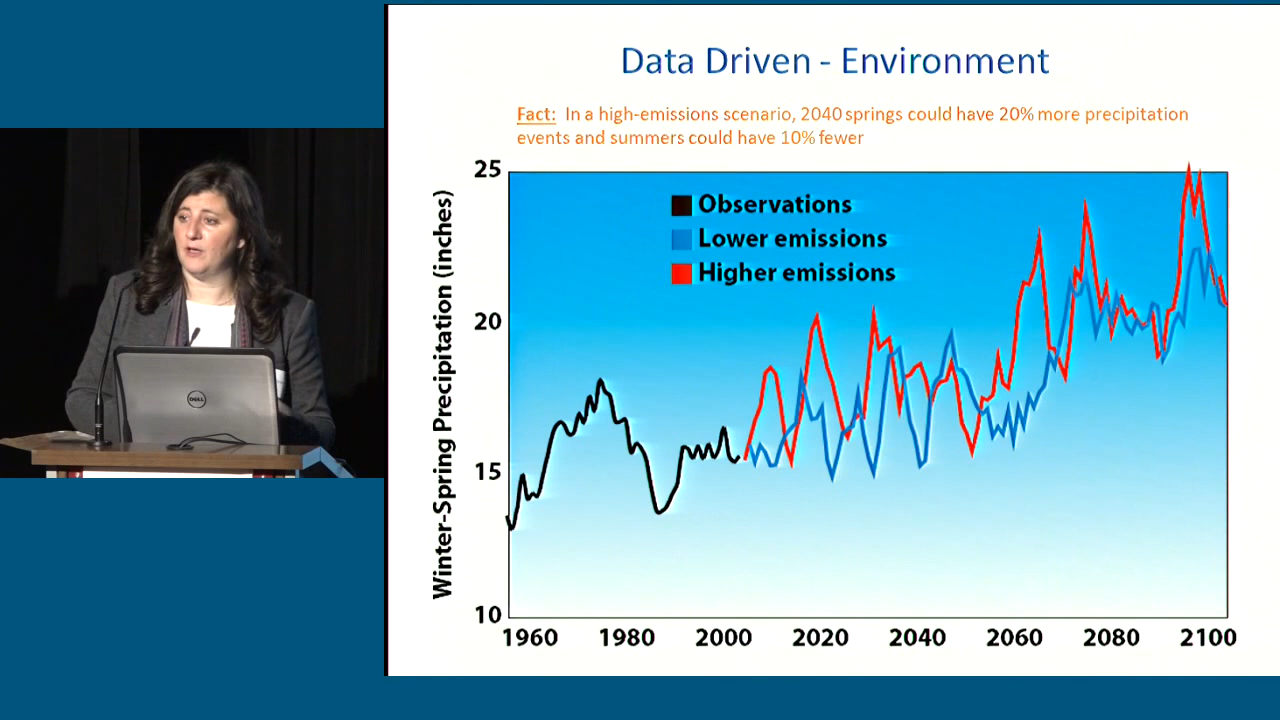 Data Driven - Environment
Fact: In a high-emissions scenario, 2040 springs could have 20% more precipitation
events and summers could have 10% fewer
25
20
15
10
Winter-Spring Precipitation (inches)
Observations
Lower emissions
Higher emissions
1960 1980 2000 2020 2040 2060 2080 2100
DELL